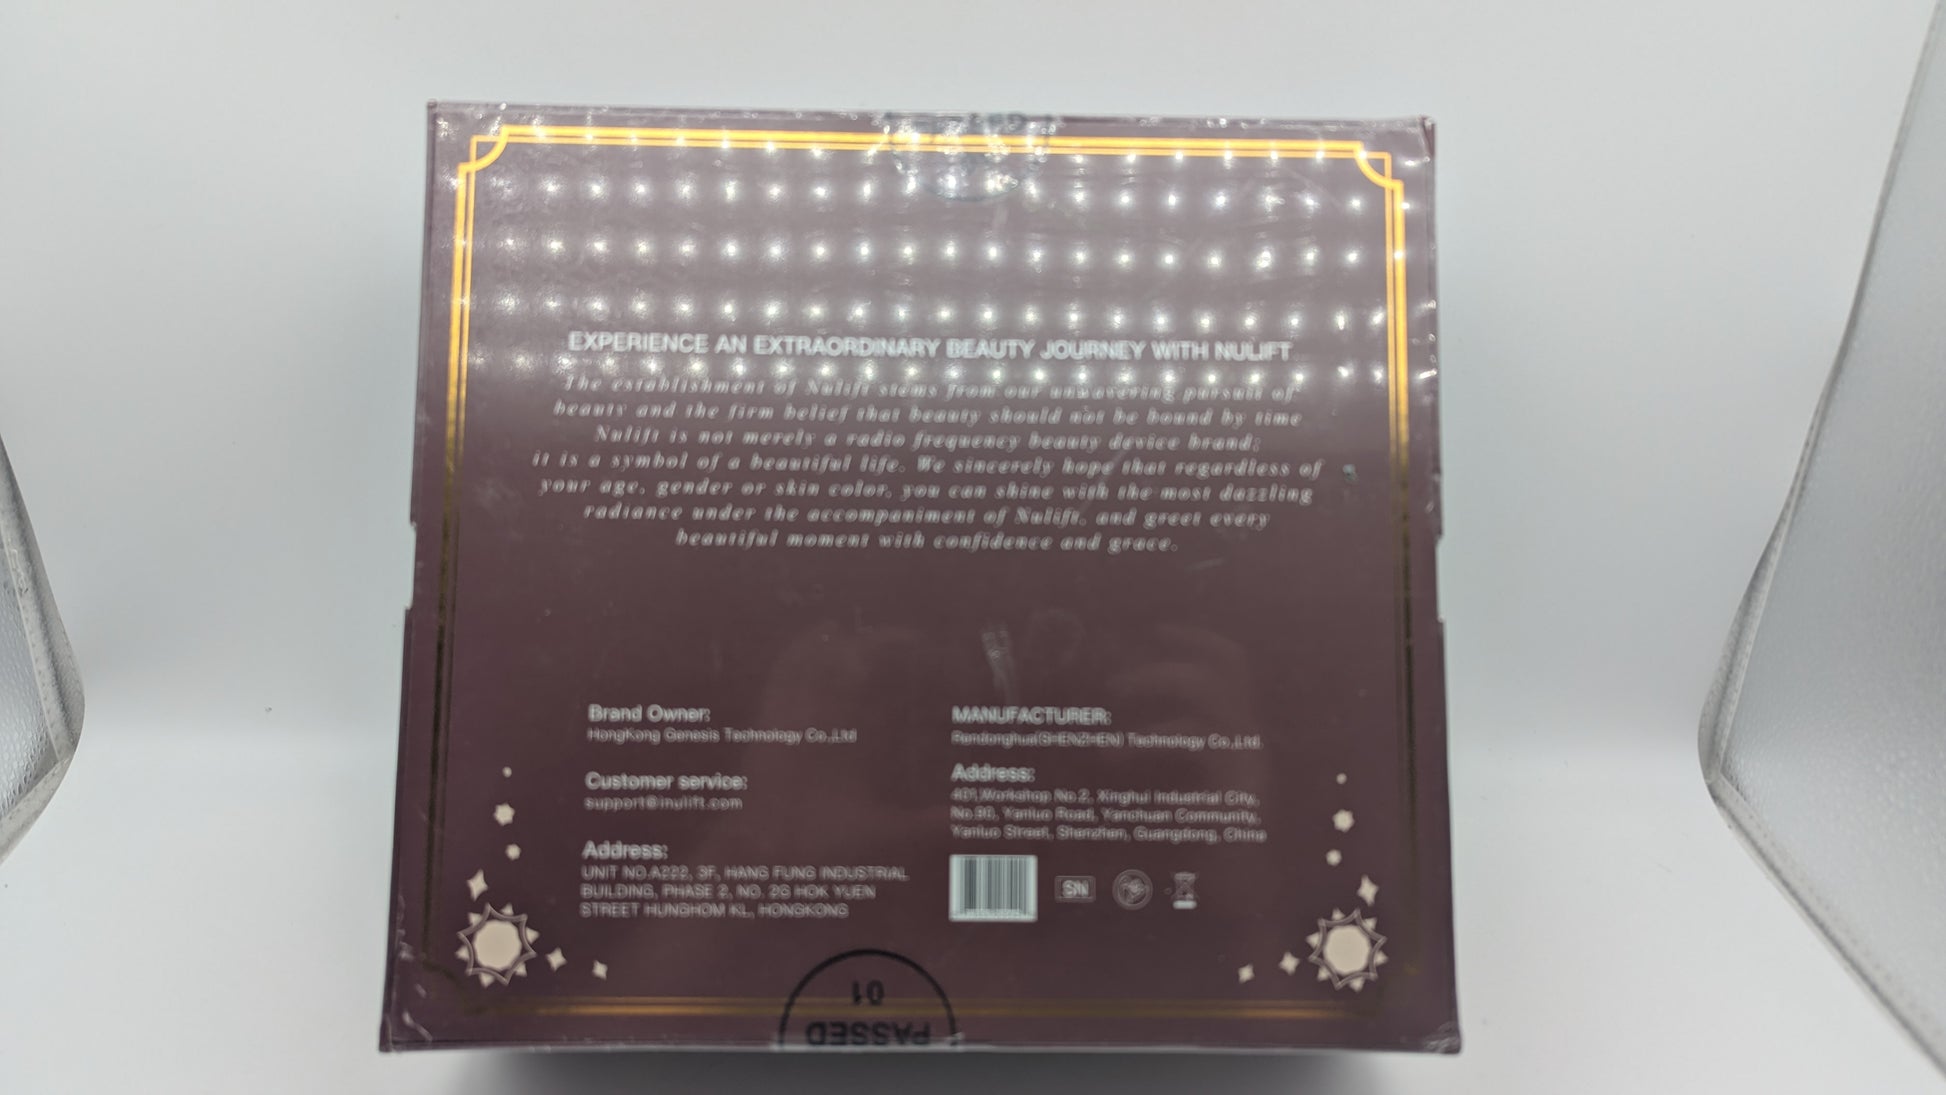 EXPERIENCE AN EXTRAORDINARY BEAUTY JOURNEY WITH NULIFT
The establishment of Nulift stems from our unwavering pursuit of
beauty and the firm belief that beauty should not be bound by time
Nulift is not merely a radio frequency beauty device brand;
it is a symbol of a beautiful life. We sincerely hope that regardless of
your age, gender or skin color, you can shine with the most dazzling
radiance under the accompaniment of Nulift, and greet every
beautiful moment with confidence and grace.
Brand Owner:
HongKong Genesis Technology Co.,Ltd
Customer service:
support@inulift.com
Address:
UNIT NO.A222, 3F, HANG FUNG INDUSTRIAL
BUILDING, PHASE 2, NO. 2G HOK YUEN
STREET HUNGHOM KL, HONGKONG
MANUFACTURER:
(SHENZHEN) Technology Co.,Ltd.
Address:
401,Workshop No.2, Xinghui Industrial City,
No.90, Yanluo Road, Yanchuan Community,
Yanluo Street, Shenzhen, Guangdong, China
SN
01
PASSED